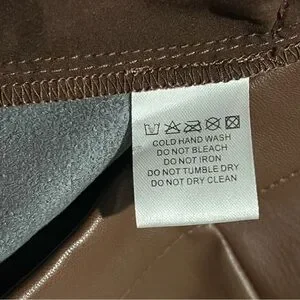 COLD HAND WASH
DO NOT BLEACH
DO NOT IRON
DO NOT TUMBLE DRY
DO NOT DRY CLEAN